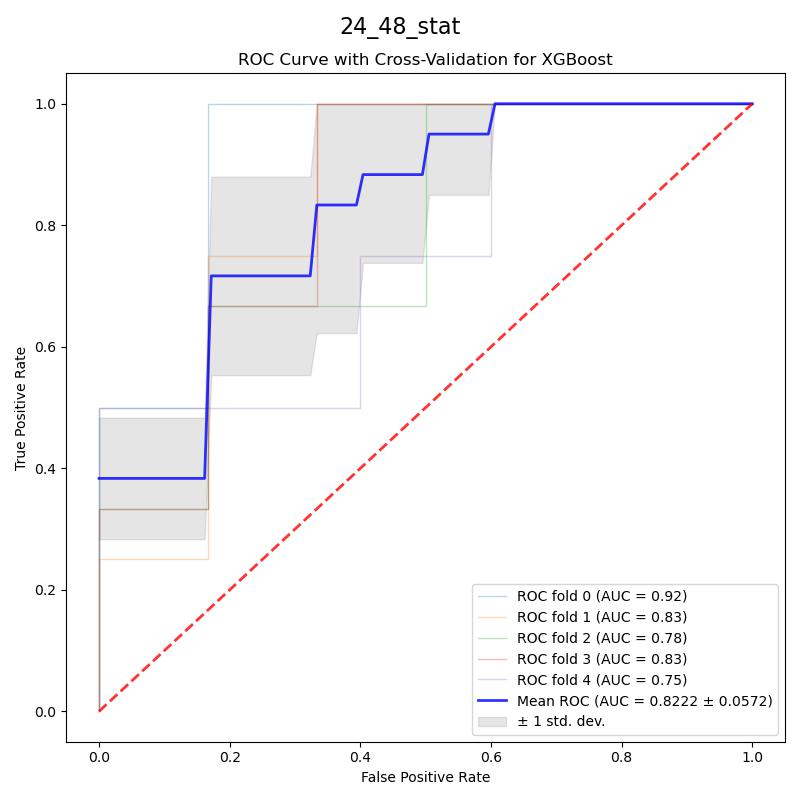 24_48_stat
ROC Curve with Cross-Validation for XGBoost
1.0
0.8
0.6
0.4
0.2
0.0
True Positive Rate
0.0 0.2 0.4 0.6 0.8 1.0
False Positive Rate
ROC fold 0 (AUC = 0.92)
ROC fold 1 (AUC = 0.83)
ROC fold 2 (AUC = 0.78)
ROC fold 3 (AUC = 0.83)
ROC fold 4 (AUC = 0.75)
Mean ROC (AUC = 0.8222 ± 0.0572)
± 1 std. dev.